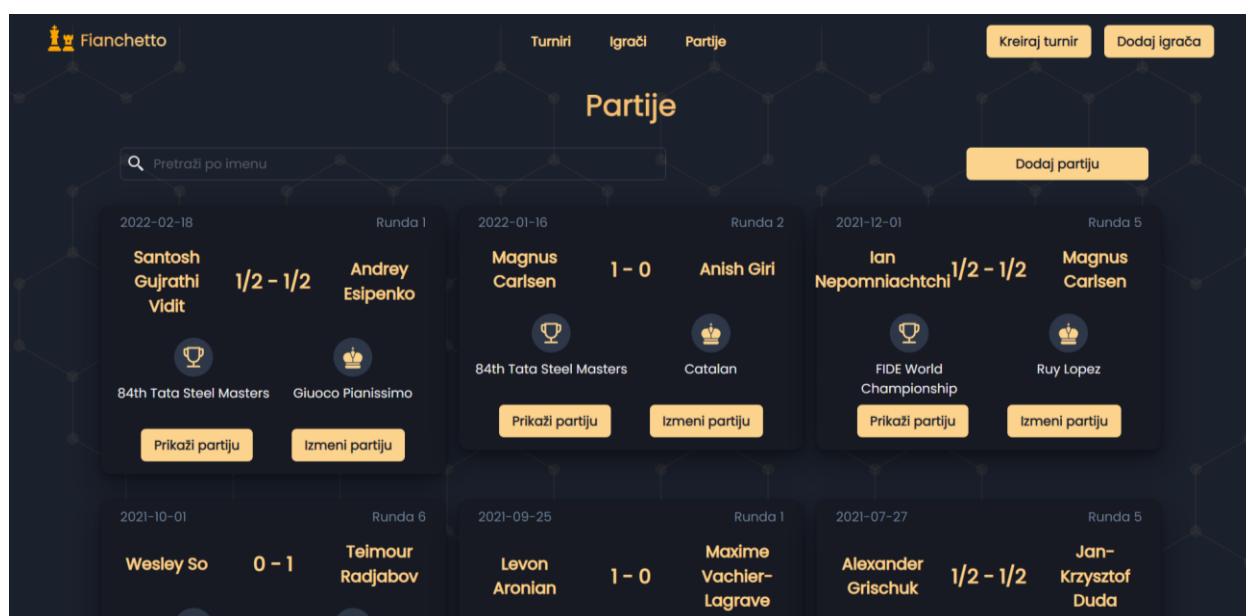 Fianchetto
Turniri Igrači Partije
Kreiraj turnir Dodaj igrača
Partije
Pretraži po imenu
Dodaj partiju
2022-02-18 Runda 1
Santosh
Gujrathi
Vidit
1/2 - 1/2
Andrey
Esipenko
84th Tata Steel Masters
Giuoco Pianissimo
Prikaži partiju Izmeni partiju
2022-01-16 Runda 2
Magnus
Carlsen
1 - 0
Anish Giri
84th Tata Steel Masters
Catalan
Prikaži partiju Izmeni partiju
2021-12-01 Runda 5
Ian
Nepomniachtchi
1/2 - 1/2
Magnus
Carlsen
FIDE World
Championship
Ruy Lopez
Prikaži partiju Izmeni partiju
2021-10-01 Runda 6
Wesley So
0 - 1
Teimour
Radjabov
2021-09-25 Runda 1
Levon
Aronian
1 - 0
Maxime
Vachier-
Lagrave
2021-07-27 Runda 5
Alexander
Grischuk
1/2 - 1/2
Jan-
Krzysztof
Duda